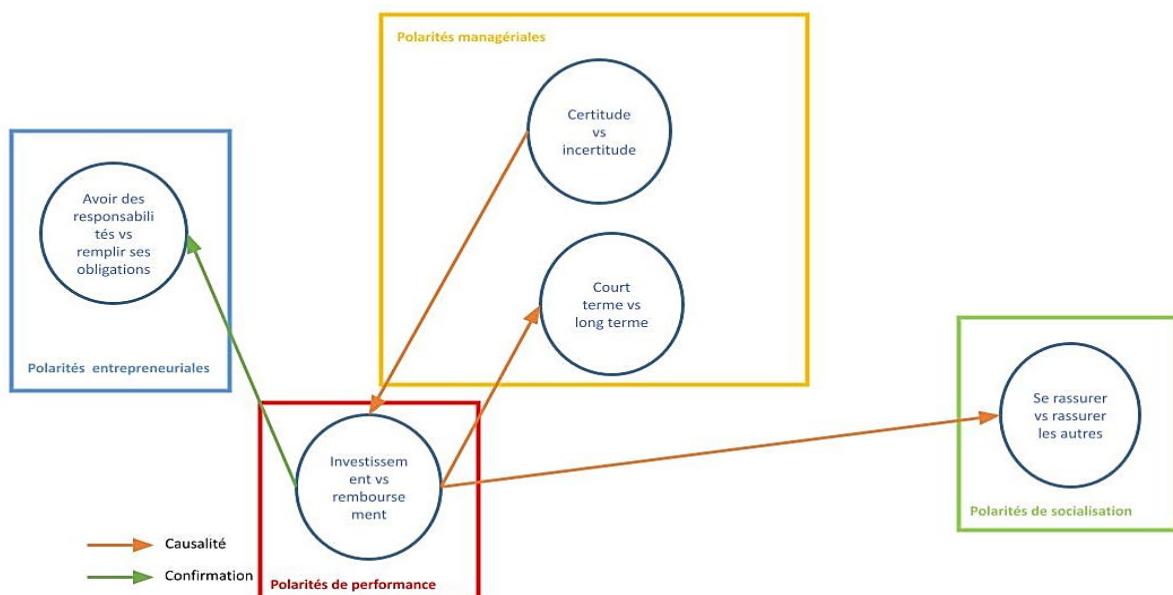 Polarités managériales
Certitude
vs
incertitude
Avoir des
responsabili
tés vs
remplir ses
obligations
Court
terme vs
long terme
Polarités entrepreneuriales
Se rassurer
vs rassurer
les autres
Investissem
ent vs
rembourse
ment
Polarités de socialisation
Causalité
Confirmation
Polarités de performance